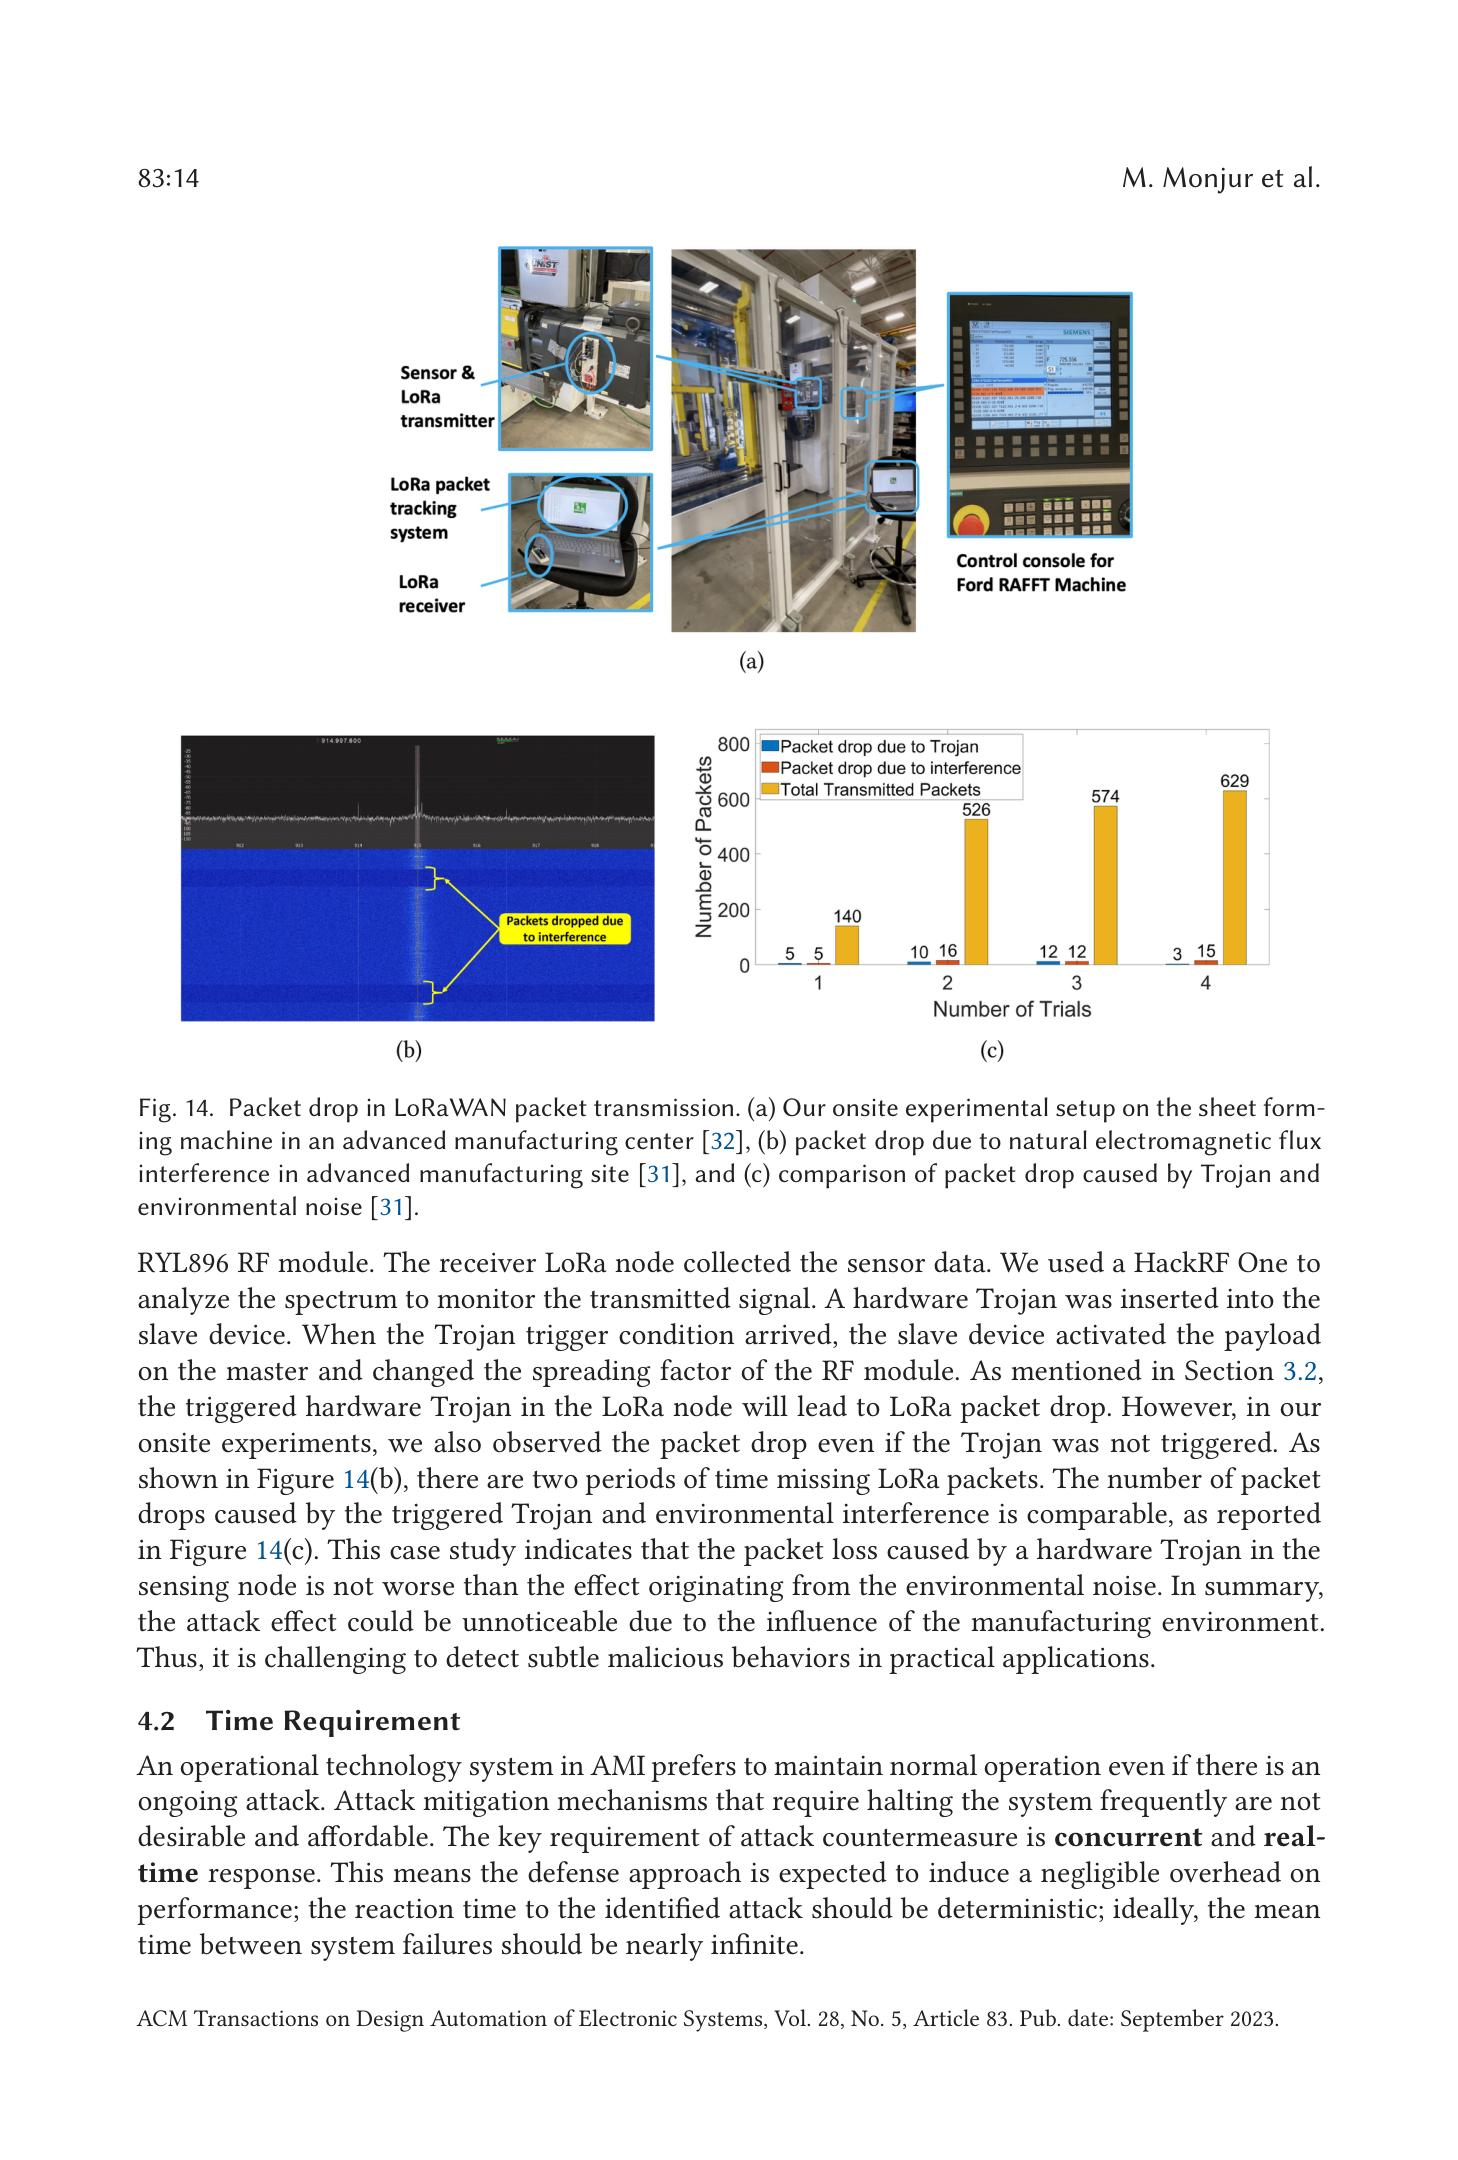 83:14
M. Monjur et al.
UNIST
Sensor &
LoRa
transmitter
LoRa packet
tracking
system
LoRa
receiver
SIEMENS
Control console for
Ford RAFFT Machine
(a)
914.997.600
Packets dropped due
to interference
(b)
Packet drop due to Trojan
Packet drop due to interference
Total Transmitted Packets
Number of Packets
800
600
400
200
0
5 5 140
10 16 526
12 12 574
3 15 629
1 2 3 4
Number of Trials
(c)
Fig. 14. Packet drop in LoRaWAN packet transmission. (a) Our onsite experimental setup on the sheet form-
ing machine in an advanced manufacturing center [32], (b) packet drop due to natural electromagnetic flux
interference in advanced manufacturing site [31], and (c) comparison of packet drop caused by Trojan and
environmental noise [31].
RYL896 RF module. The receiver LoRa node collected the sensor data. We used a HackRF One to
analyze the spectrum to monitor the transmitted signal. A hardware Trojan was inserted into the
slave device. When the Trojan trigger condition arrived, the slave device activated the payload
on the master and changed the spreading factor of the RF module. As mentioned in Section 3.2,
the triggered hardware Trojan in the LoRa node will lead to LoRa packet drop. However, in our
onsite experiments, we also observed the packet drop even if the Trojan was not triggered. As
shown in Figure 14(b), there are two periods of time missing LoRa packets. The number of packet
drops caused by the triggered Trojan and environmental interference is comparable, as reported
in Figure 14(c). This case study indicates that the packet loss caused by a hardware Trojan in the
sensing node is not worse than the effect originating from the environmental noise. In summary,
the attack effect could be unnoticeable due to the influence of the manufacturing environment.
Thus, it is challenging to detect subtle malicious behaviors in practical applications.
4.2 Time Requirement
An operational technology system in AMI prefers to maintain normal operation even if there is an
ongoing attack. Attack mitigation mechanisms that require halting the system frequently are not
desirable and affordable. The key requirement of attack countermeasure is concurrent and real-
time response. This means the defense approach is expected to induce a negligible overhead on
performance; the reaction time to the identified attack should be deterministic; ideally, the mean
time between system failures should be nearly infinite.
ACM Transactions on Design Automation of Electronic Systems, Vol. 28, No. 5, Article 83. Pub. date: September 2023.